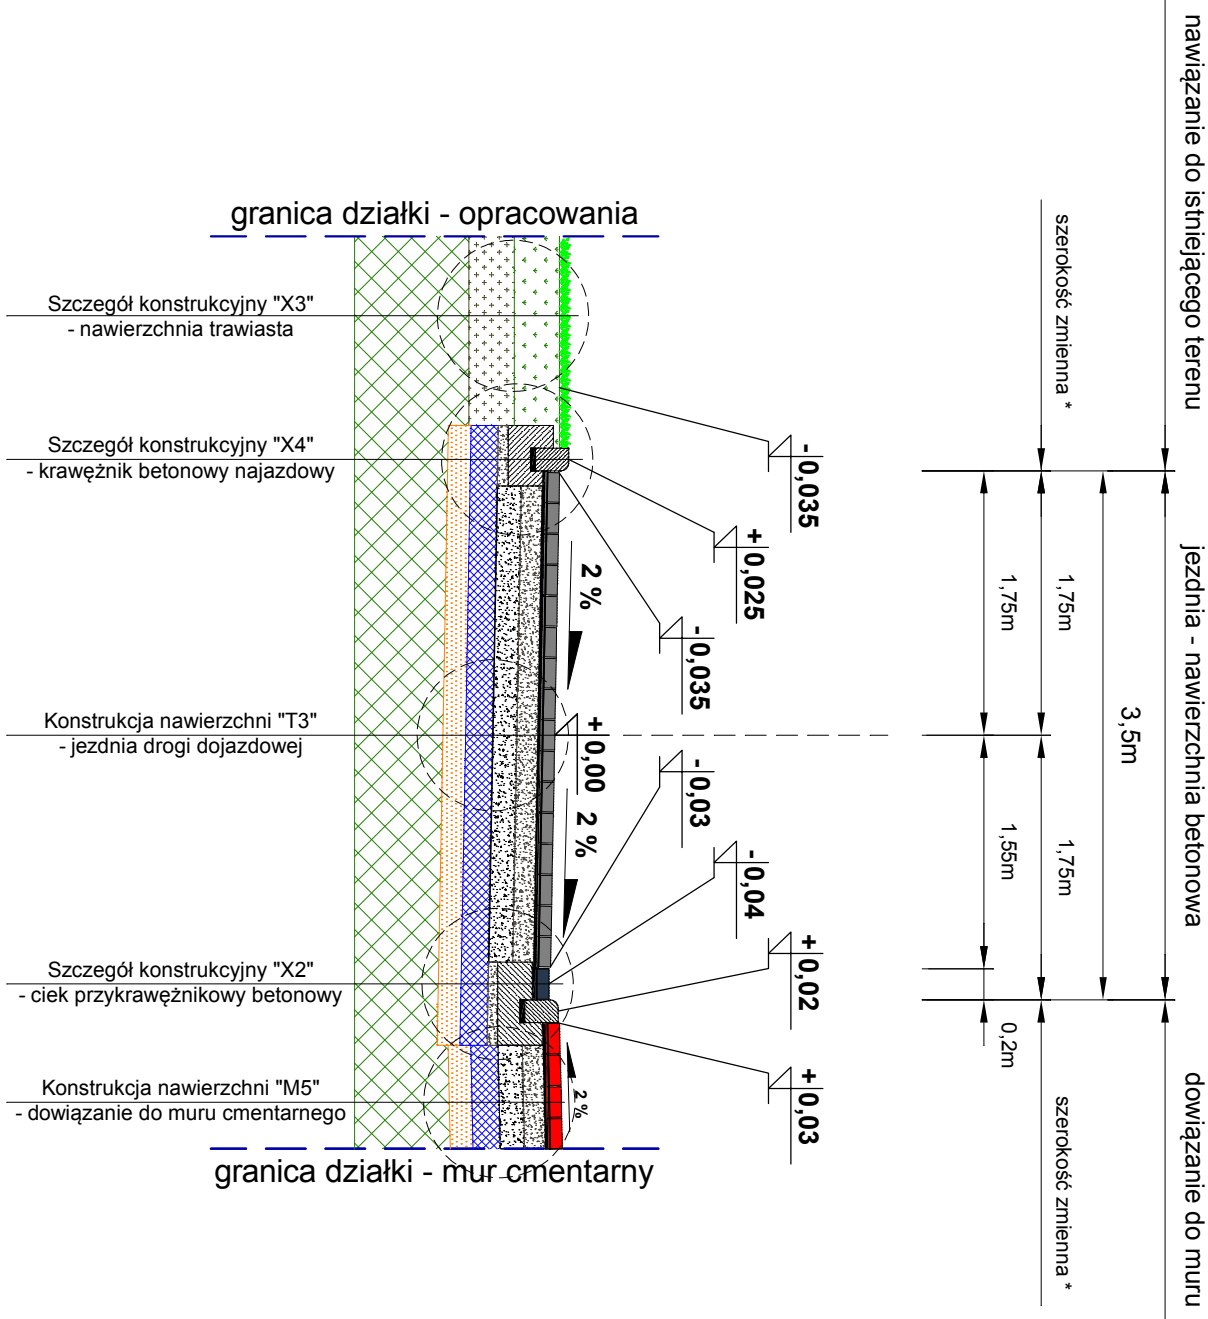 nawiązanie do istniejącego terenu
jezdnia - nawierzchnia betonowa
dowiązanie do muru
szerokość zmienna *
3,5m
1,75m
1,75m
1,75m
1,55m
0,2m
szerokość zmienna *
granica działki - opracowania
Szczegół konstrukcyjny "X3"
- nawierzchnia trawiasta
Szczegół konstrukcyjny "X4"
- krawężnik betonowy najazdowy
Konstrukcja nawierzchni "T3"
- jezdnia drogi dojazdowej
Szczegół konstrukcyjny "X2"
- ciek przykrawężnikowy betonowy
Konstrukcja nawierzchni "M5"
- dowiązanie do muru cmentarnego
granica działki - mur cmentarny
- 0,035
+ 0,025
- 0,035
2 %
+ 0,00
2 %
- 0,03
- 0,04
+ 0,02
+ 0,03
2 %